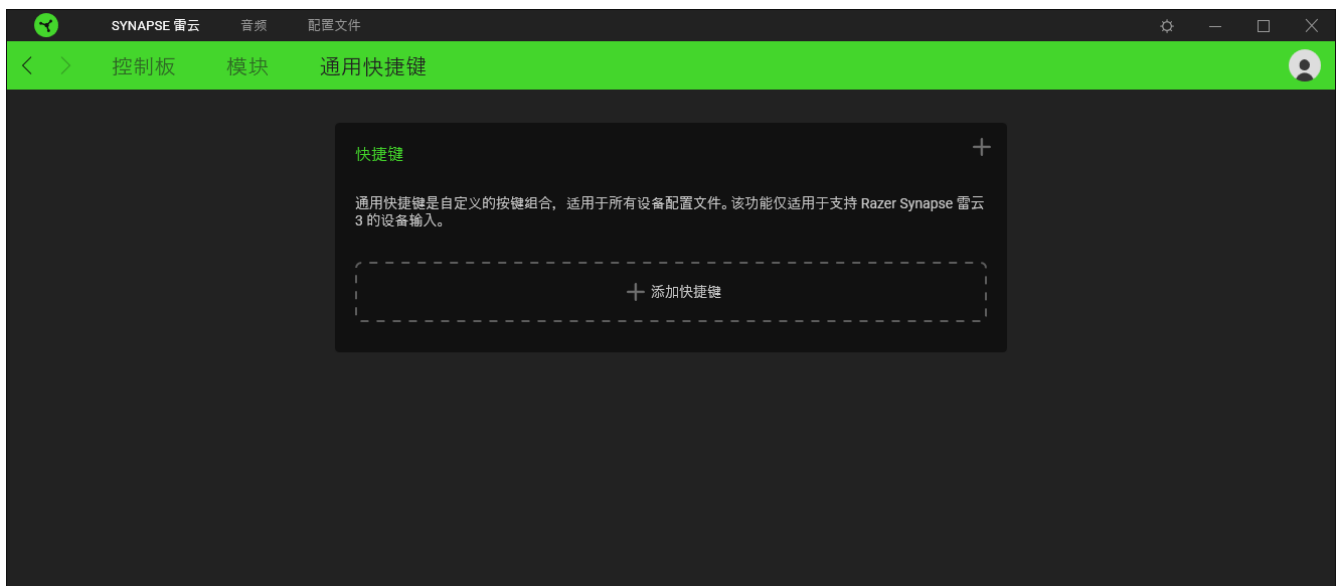 SYNAPSE 雷云 音频 配置文件
控制板 模块 通用快捷键
快捷键
通用快捷键是自定义的按键组合，适用于所有设备配置文件。该功能仅适用于支持 Razer Synapse 雷云
3 的设备输入。
添加快捷键